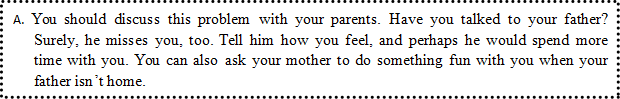 A. You should discuss this problem with your parents. Have you talked to your father?
Surely, he misses you, too. Tell him how you feel, and perhaps he would spend more
time with you. You can also ask your mother to do something fun with you when your
father isn’t home.